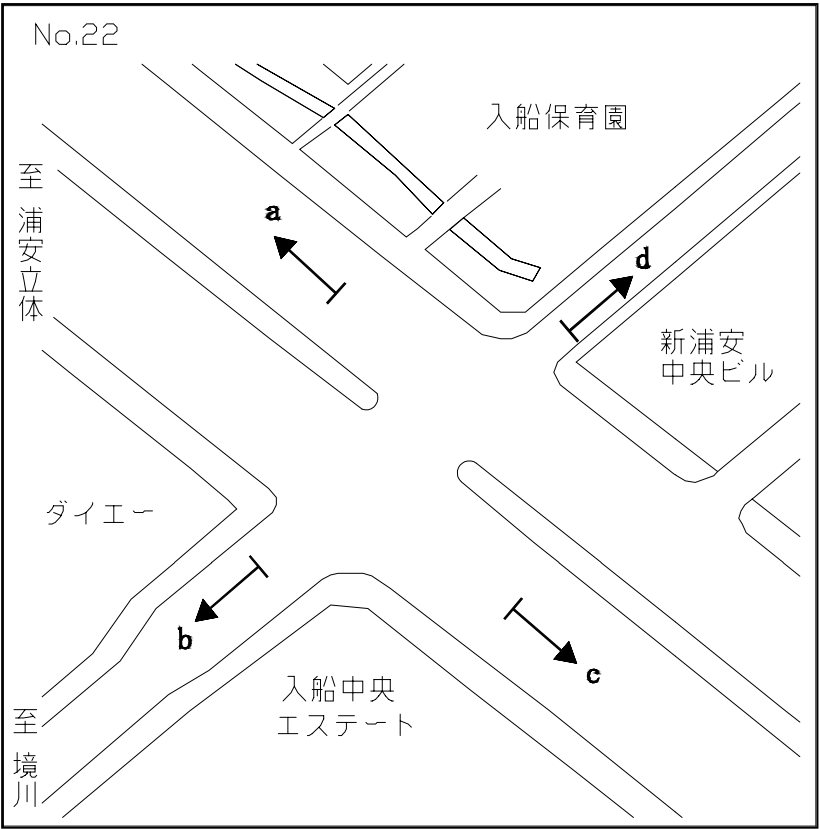 No.22
入船保育園
至 浦安立体
a
d
新浦安
中央ビル
ダイエー
b
c
入船中央
エステート
至 境川